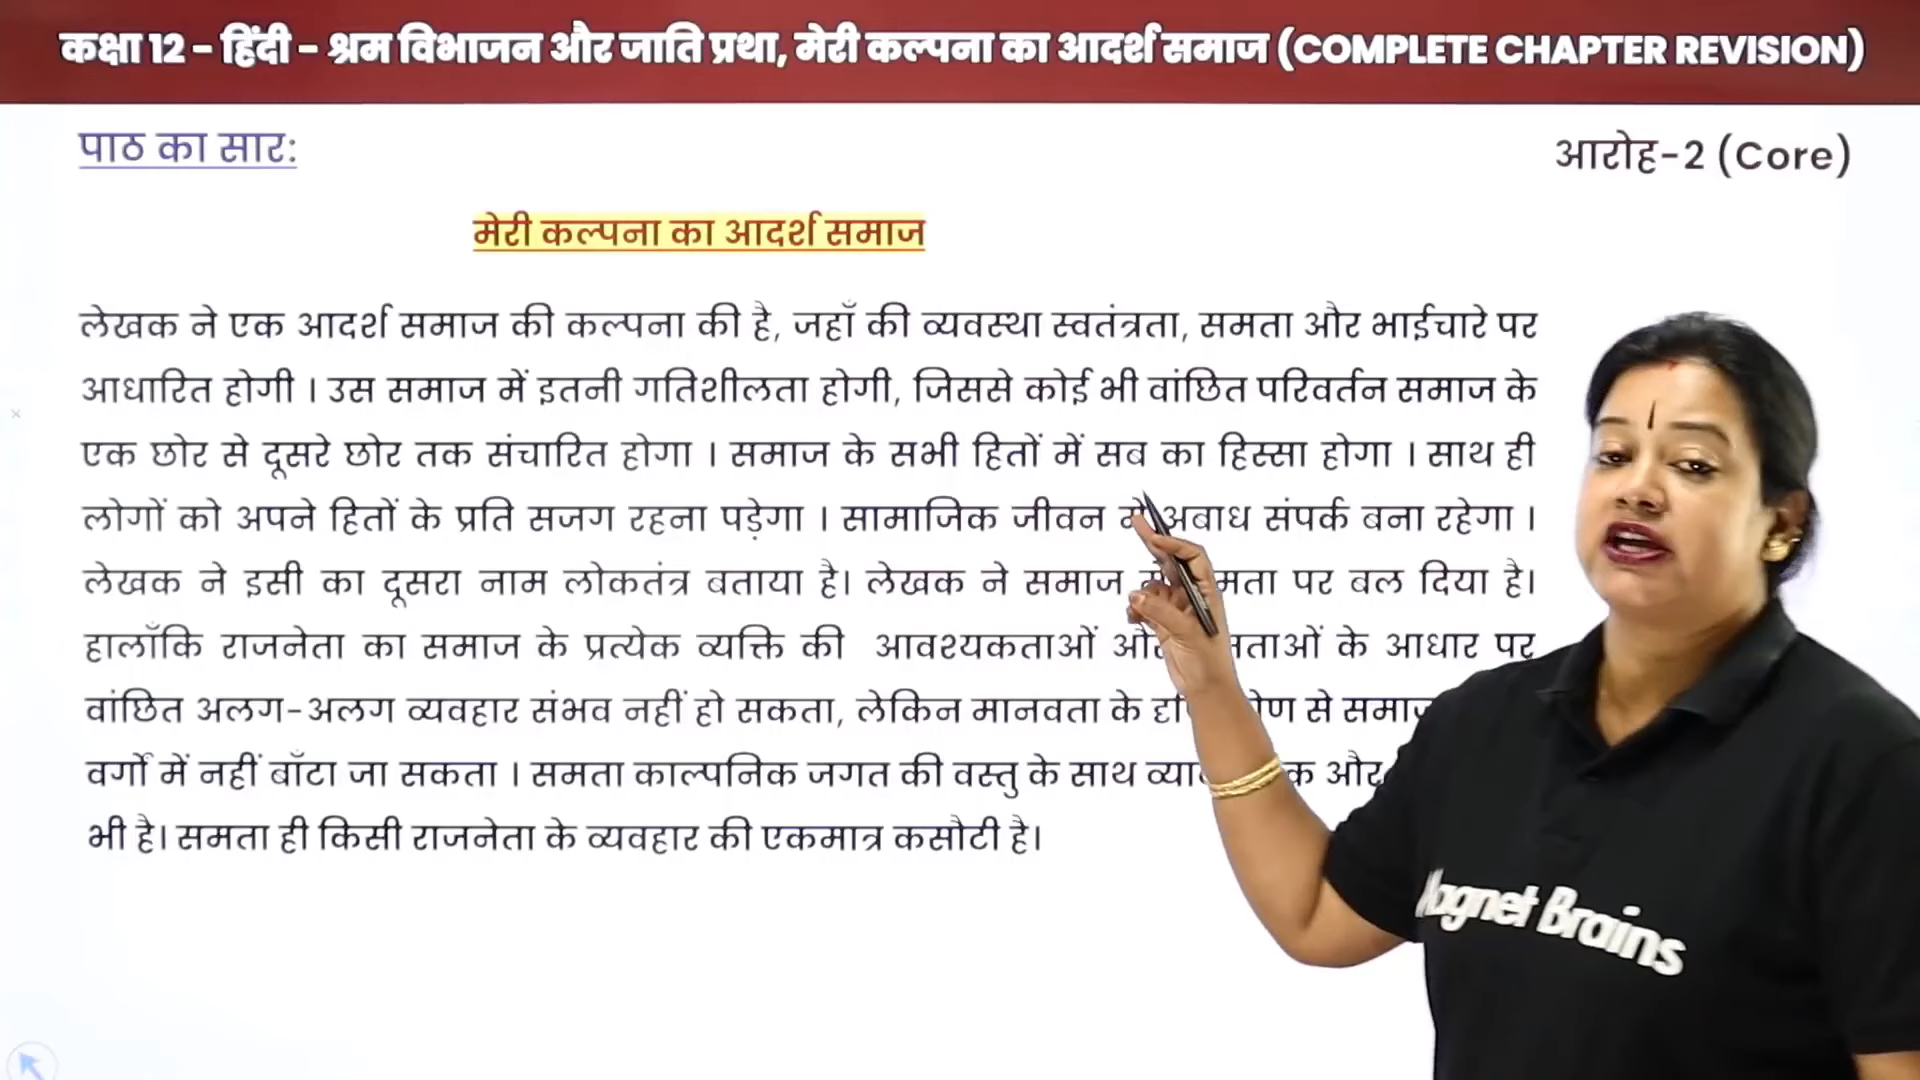 कक्षा 12 - हिंदी - श्रम विभाजन और जाति प्रथा, मेरी कल्पना का आदर्श समाज (COMPLETE CHAPTER REVISION)
पाठ का सार:
आरोह-2 (Core)
मेरी कल्पना का आदर्श समाज
लेखक ने एक आदर्श समाज की कल्पना की है, जहाँ की व्यवस्था स्वतंत्रता, समता और भाईचारे पर
आधारित होगी । उस समाज में इतनी गतिशीलता होगी, जिससे कोई भी वांछित परिवर्तन समाज के
एक छोर से दूसरे छोर तक संचारित होगा । समाज के सभी हितों में सब का हिस्सा होगा । साथ ही
लोगों को अपने हितों के प्रति सजग रहना पड़ेगा । सामाजिक जीवन में अबाध संपर्क बना रहेगा ।
लेखक ने इसी का दूसरा नाम लोकतंत्र बताया है। लेखक ने समाज पर बल दिया है।
हालाँकि राजनेता का समाज के प्रत्येक व्यक्ति की आवश्यकताओं और के आधार पर
वांछित अलग-अलग व्यवहार संभव नहीं हो सकता, लेकिन मानवता के से समाज
वर्गों में नहीं बाँटा जा सकता । समता काल्पनिक जगत की वस्तु के साथ और
भी है। समता ही किसी राजनेता के व्यवहार की एकमात्र कसौटी है।
Magnet Brains